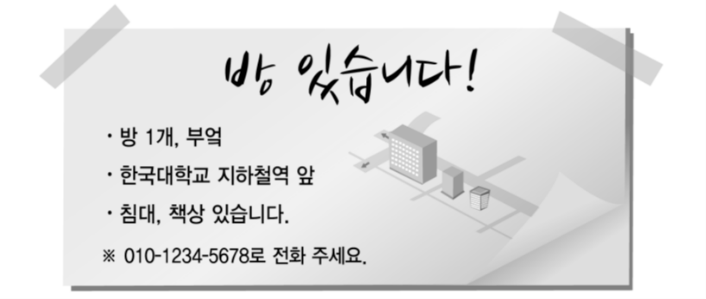 방 있습니다!
· 방 1개, 부엌
· 한국대학교 지하철역 앞
· 침대, 책상 있습니다.
※ 010-1234-5678로 전화 주세요.